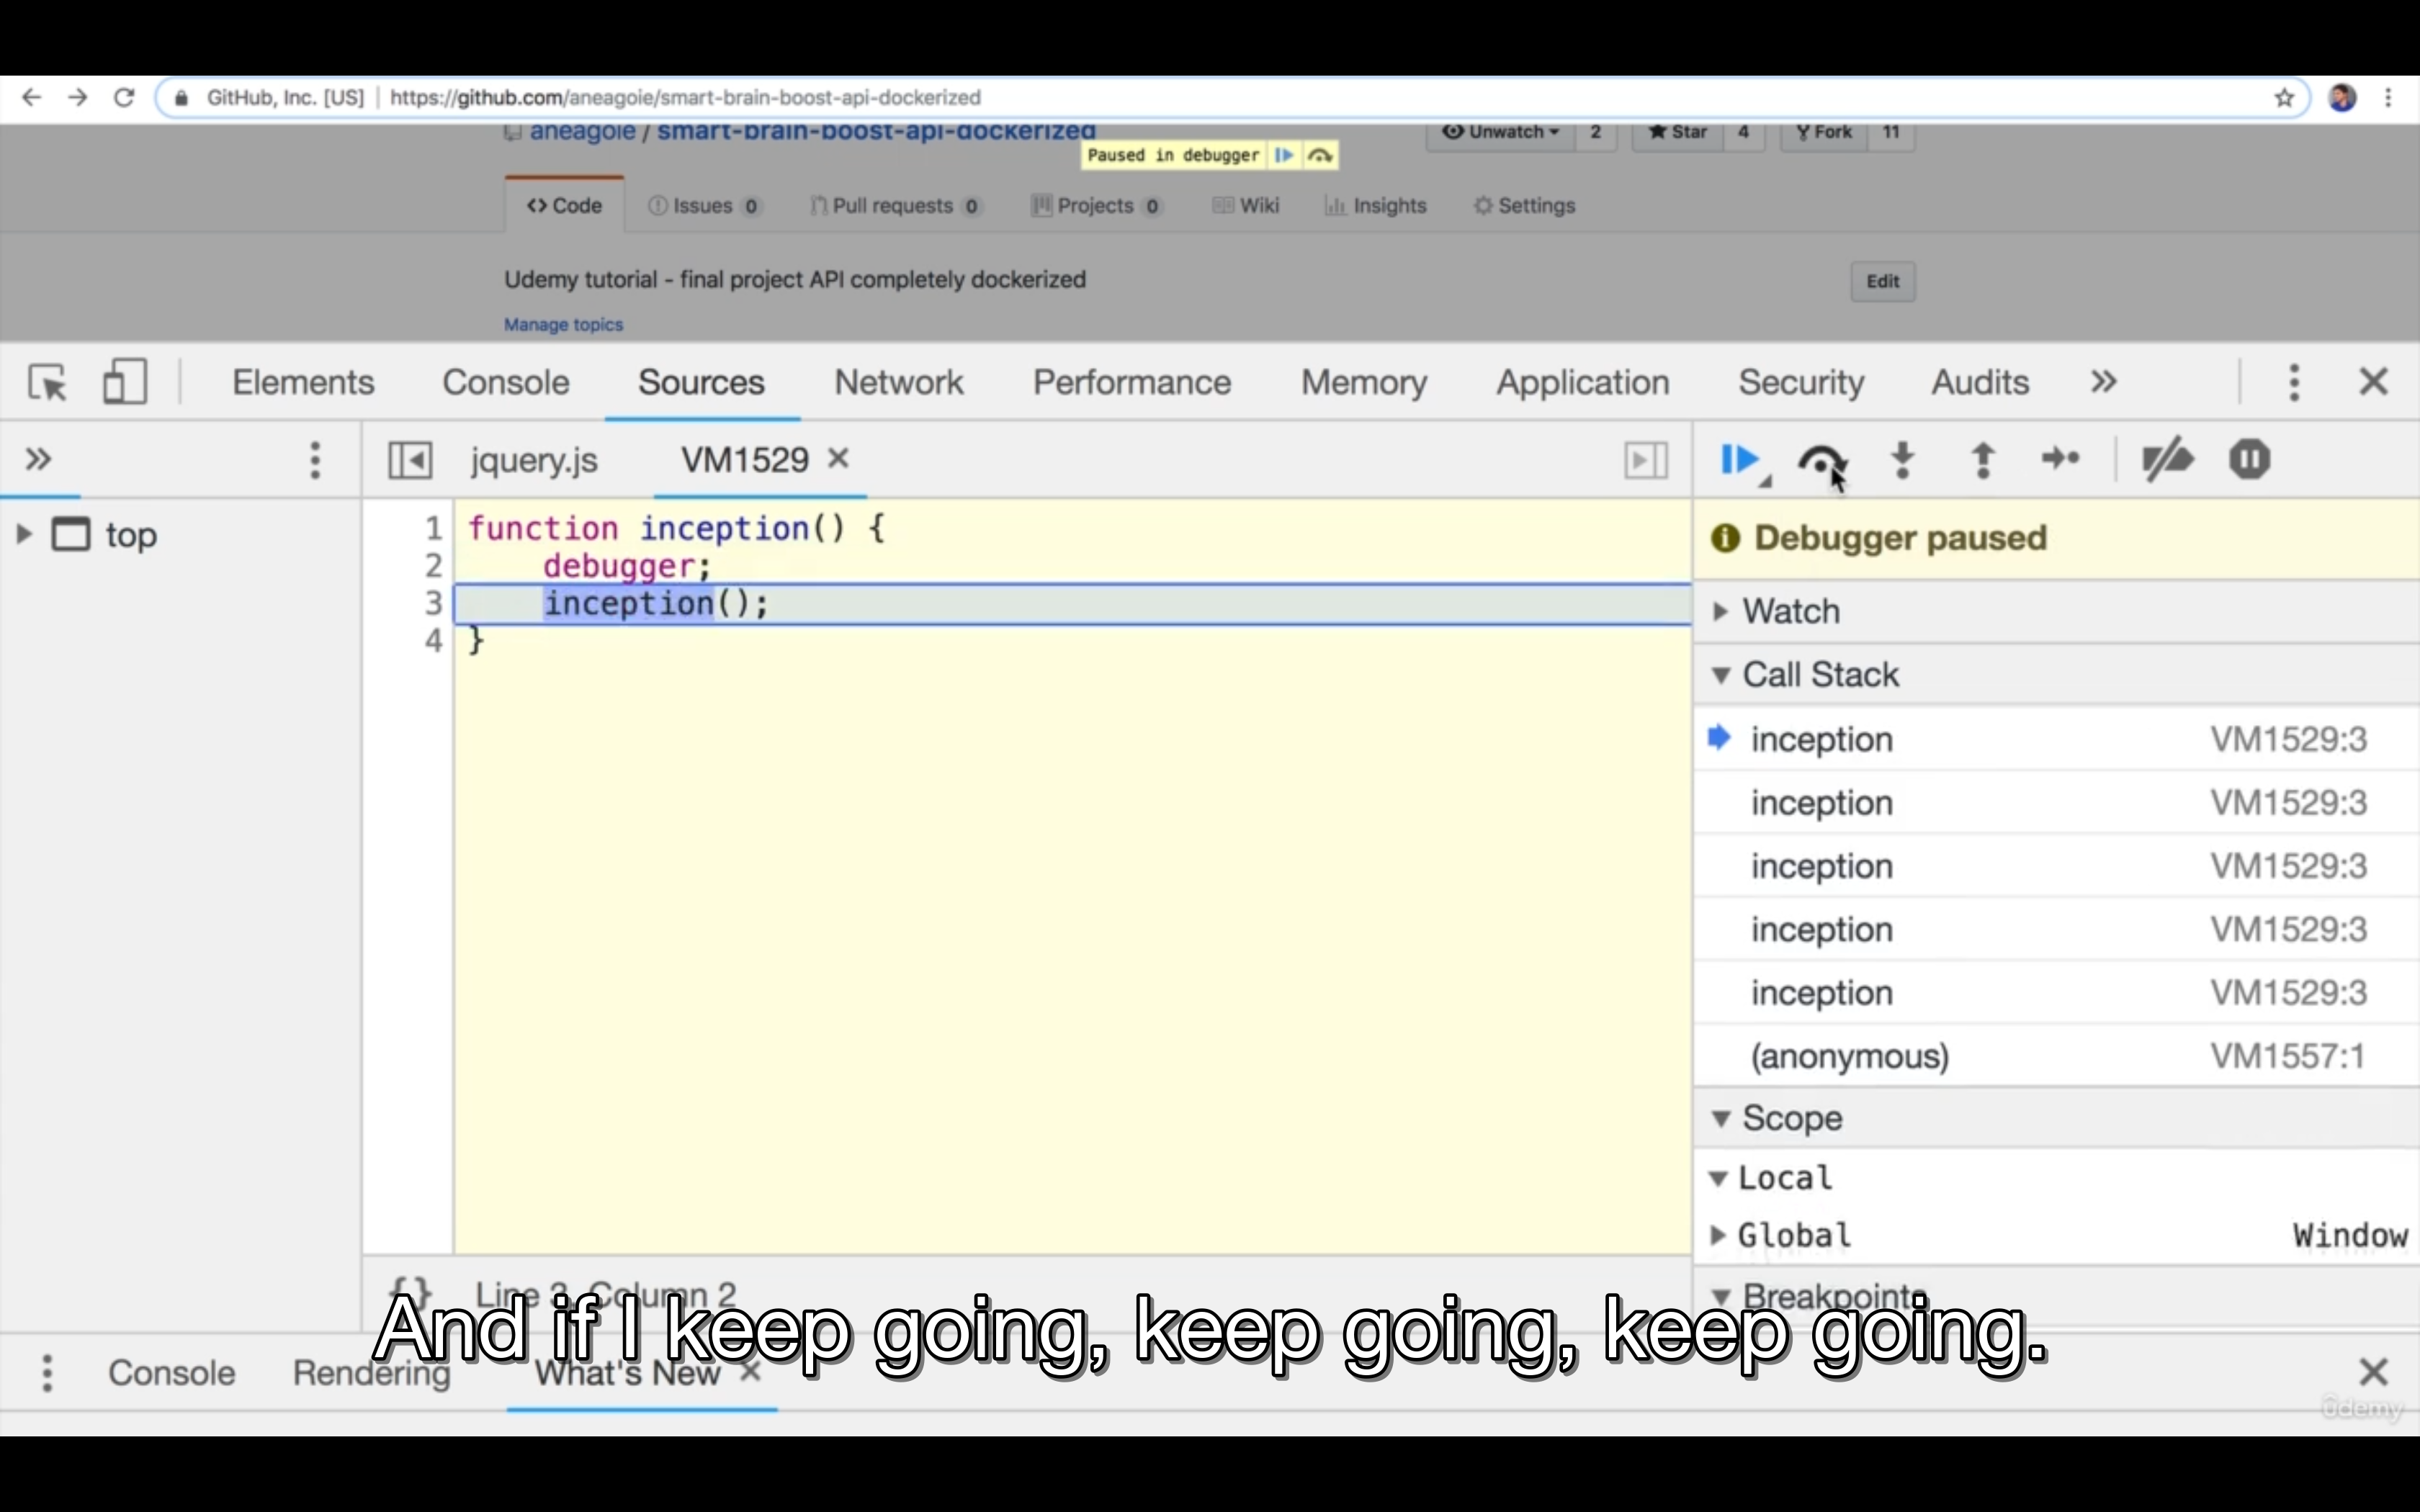 GitHub, Inc. [US] | https://github.com/aneagoie/smart-brain-boost-api-dockerized
aneagoie / smart-brain-boost-api-dockerized
Unwatch 2 Star 4 Fork 11
Paused in debugger
<> Code Issues 0 Pull requests 0 Projects 0 Wiki Insights Settings
Udemy tutorial - final project API completely dockerized
Edit
Manage topics
Elements Console Sources Network Performance Memory Application Security Audits »
» jquery.js VM1529 ×
top
1 function inception() {
2 debugger;
3 inception();
4 }
{} Line 3, Column 2
Debugger paused
Watch
Call Stack
inception VM1529:3
inception VM1529:3
inception VM1529:3
inception VM1529:3
inception VM1529:3
(anonymous) VM1557:1
Scope
Local
Global Window
Breakpoints
And if I keep going, keep going, keep going.
Console Rendering What's New ×
ûdemy